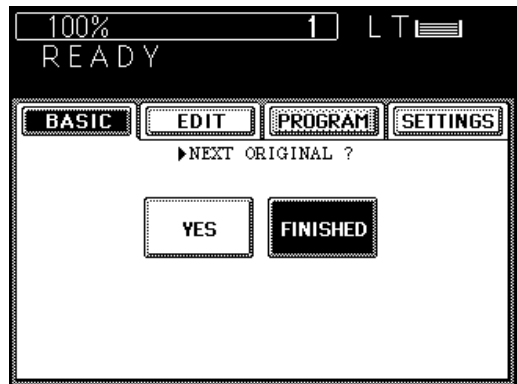 100% 1 LT
READY
BASIC EDIT PROGRAM SETTINGS
▶NEXT ORIGINAL ?
YES FINISHED